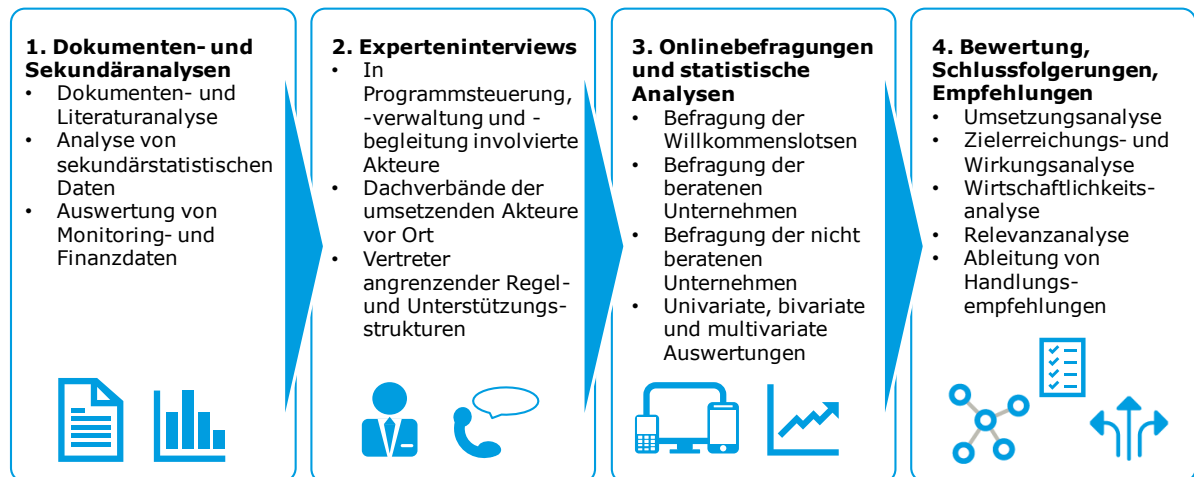 1. Dokumenten- und
Sekundäranalysen
• Dokumenten- und
Literaturanalyse
• Analyse von
sekundärstatistischen
Daten
• Auswertung von
Monitoring- und
Finanzdaten
2. Experteninterviews
• In
Programmsteuerung,
-verwaltung und -
begleitung involvierte
Akteure
• Dachverbände der
umsetzenden Akteure
vor Ort
• Vertreter
angrenzender Regel-
und Unterstützungs-
strukturen
3. Onlinebefragungen
und statistische
Analysen
• Befragung der
Willkommenslotsen
• Befragung der
beratenen
Unternehmen
• Befragung der nicht
beratenen
Unternehmen
• Univariate, bivariate
und multivariate
Auswertungen
4. Bewertung,
Schlussfolgerungen,
Empfehlungen
• Umsetzungsanalyse
• Zielerreichungs- und
Wirkungsanalyse
• Wirtschaftlichkeits-
analyse
• Relevanzanalyse
• Ableitung von
Handlungs-
empfehlungen